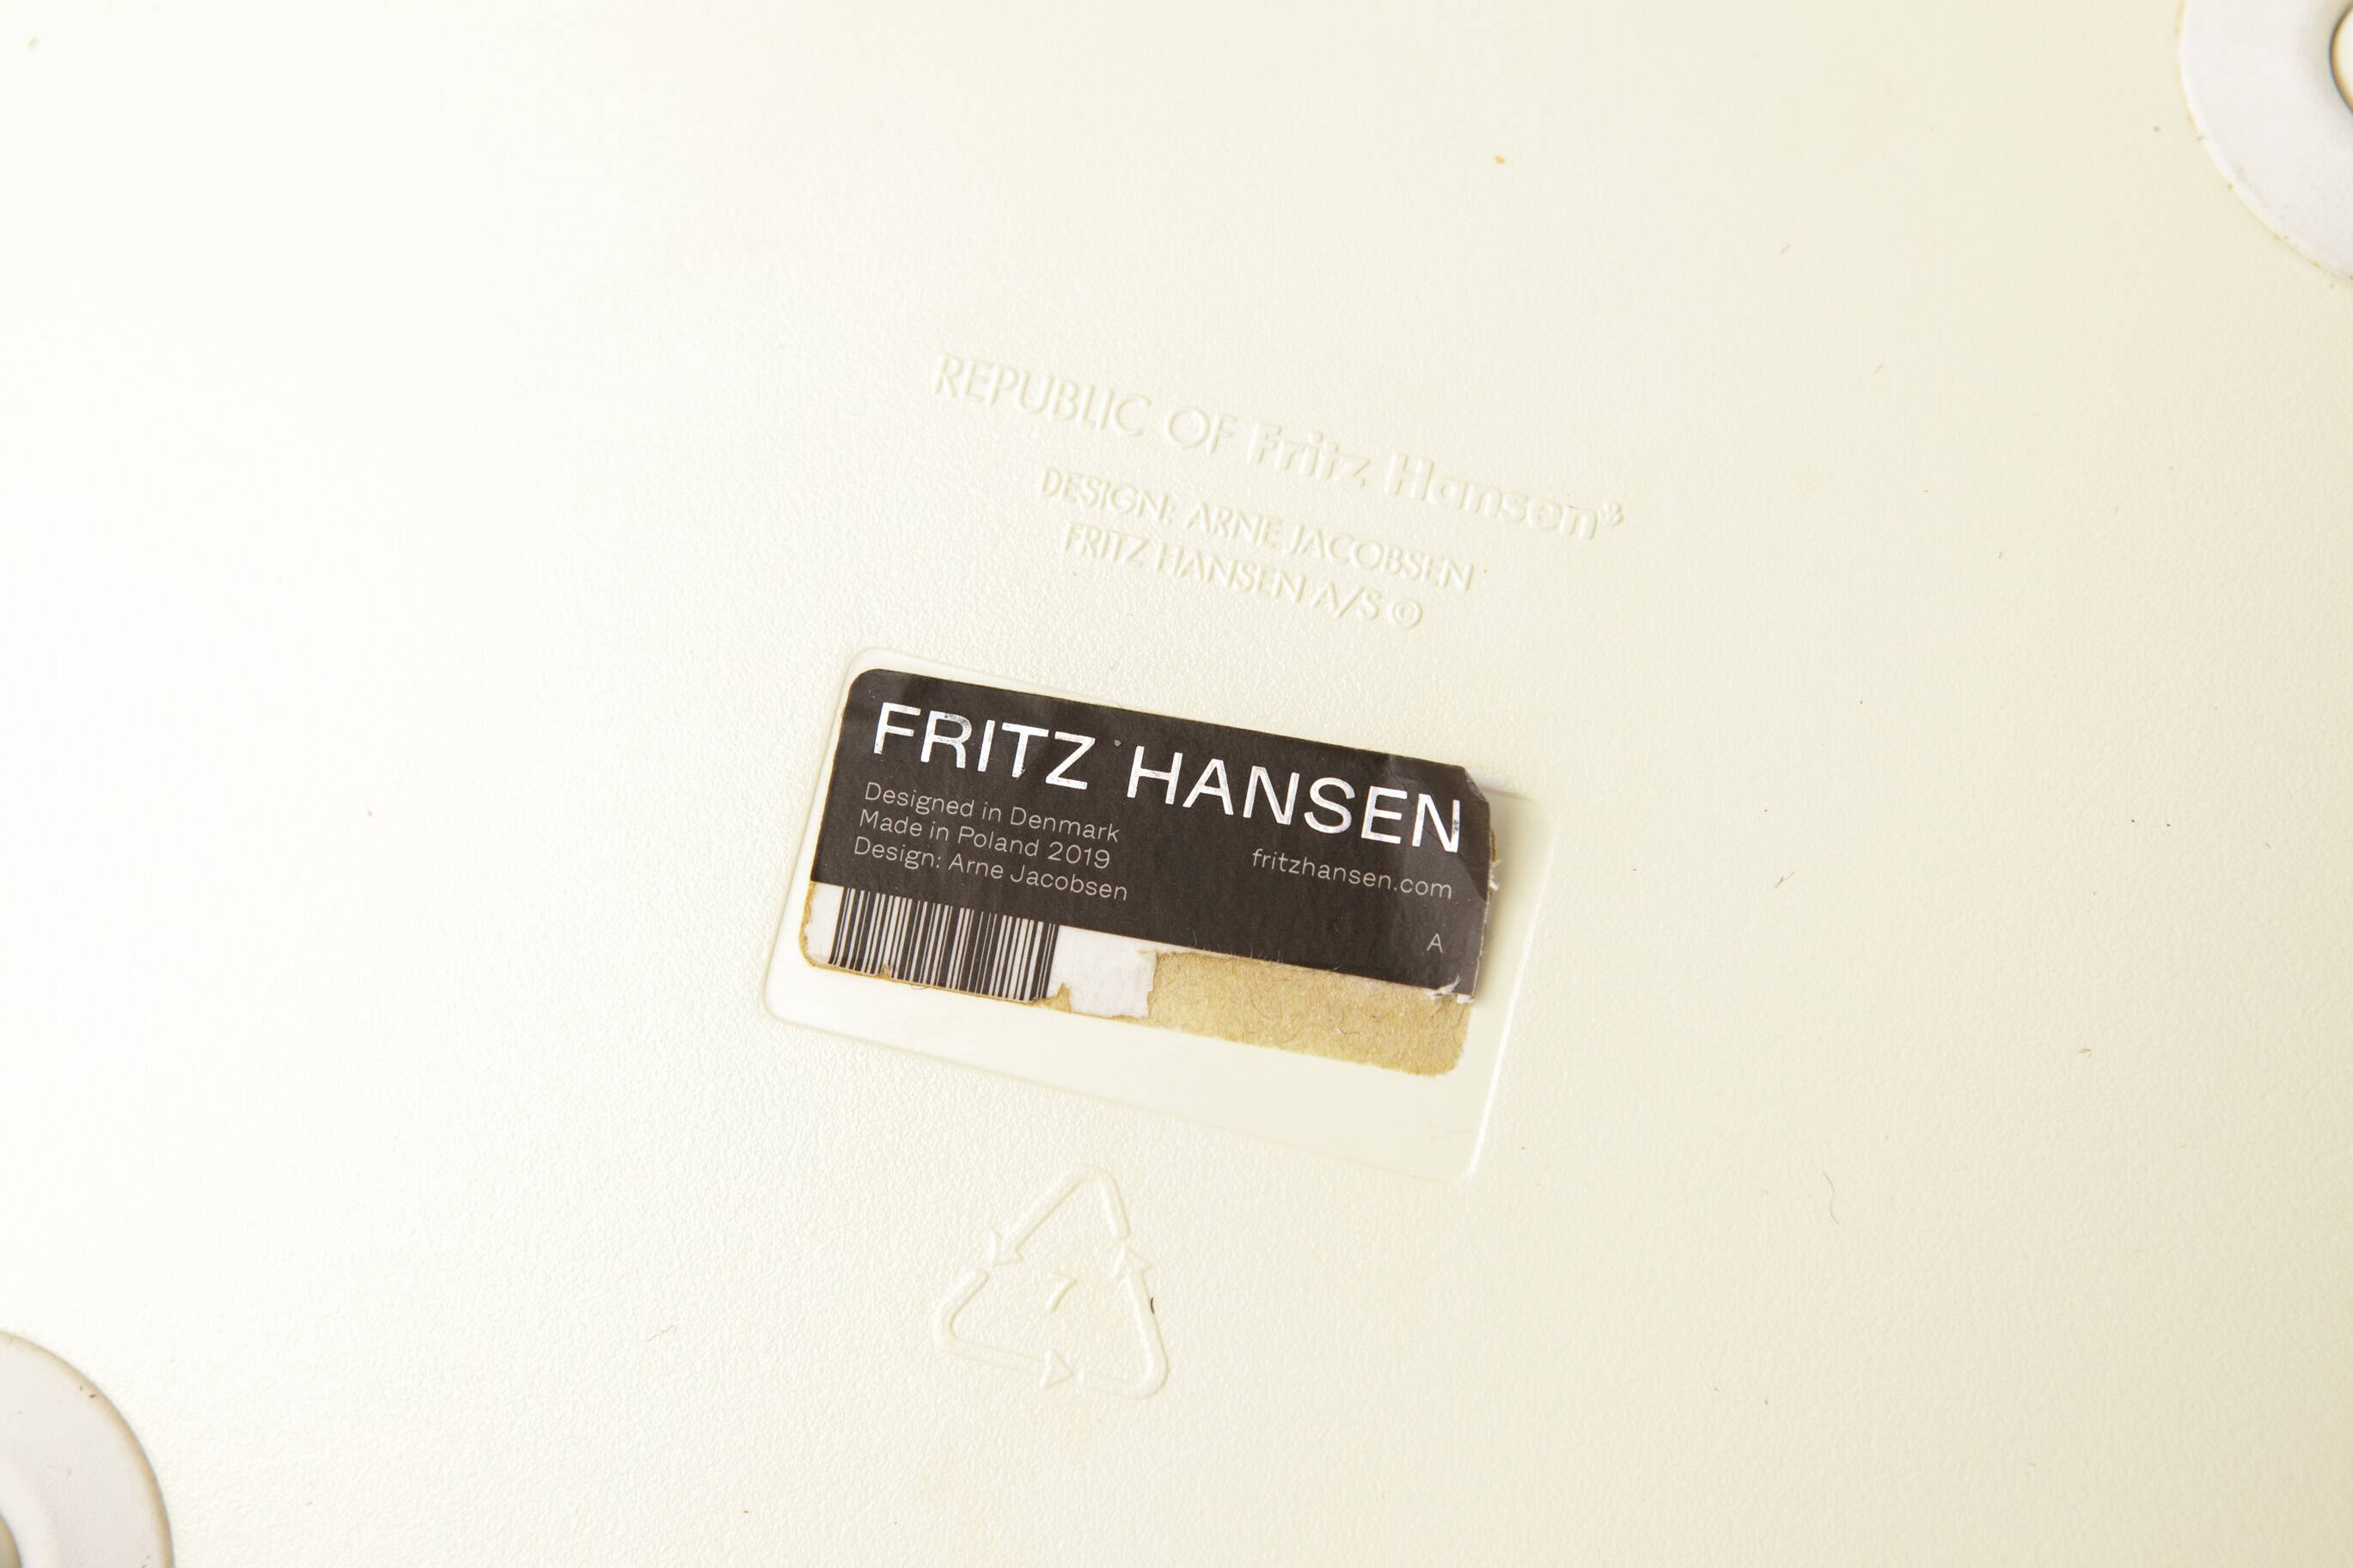 REPUBLIC OF Fritz Hansen®
DESIGN: ARNE JACOBSEN
FRITZ HANSEN A/S ©
FRITZ HANSEN
Designed in Denmark
Made in Poland 2019
Design: Arne Jacobsen
fritzhansen.com
A
7